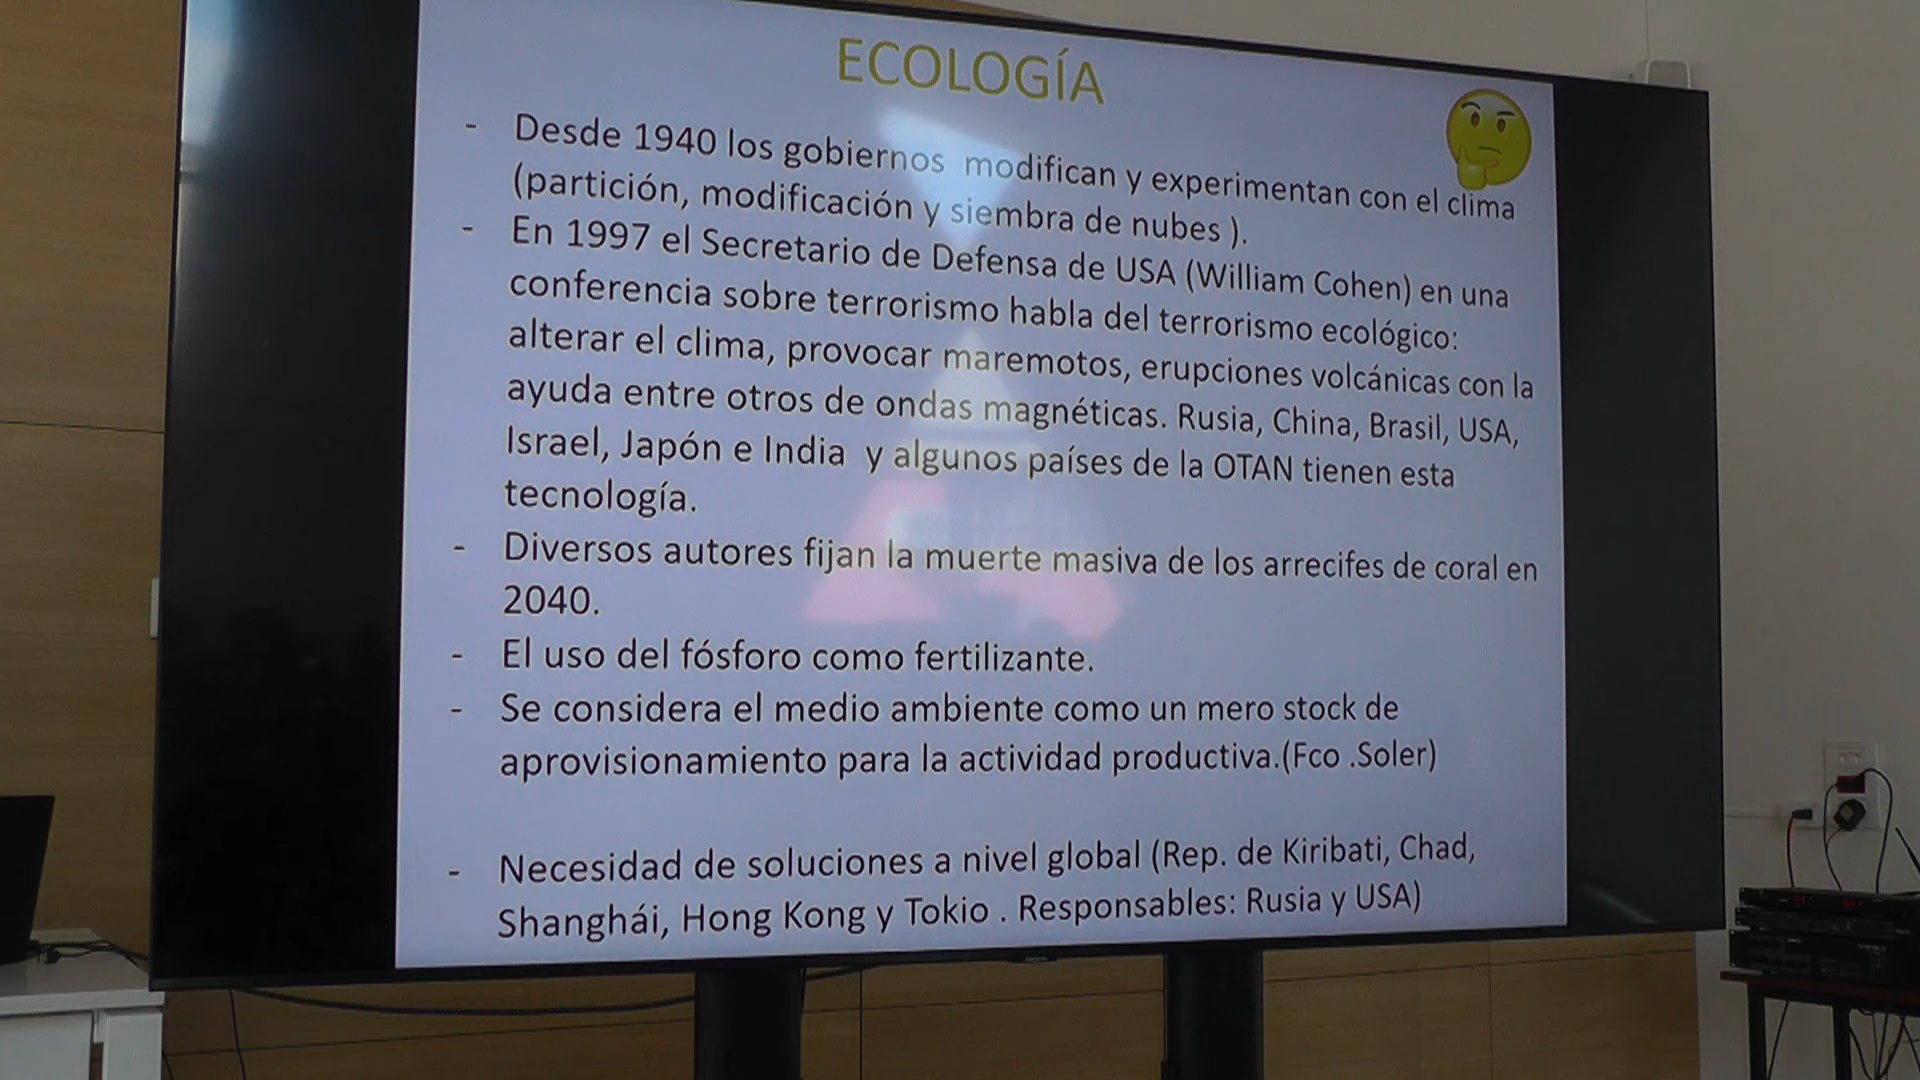 ECOLOGÍA
- Desde 1940 los gobiernos modifican y experimentan con el clima
(partición, modificación y siembra de nubes ).
- En 1997 el Secretario de Defensa de USA (William Cohen) en una
conferencia sobre terrorismo habla del terrorismo ecológico:
alterar el clima, provocar maremotos, erupciones volcánicas con la
ayuda entre otros de ondas magnéticas. Rusia, China, Brasil, USA,
Israel, Japón e India y algunos países de la OTAN tienen esta
tecnología.
- Diversos autores fijan la muerte masiva de los arrecifes de coral en
2040.
- El uso del fósforo como fertilizante.
- Se considera el medio ambiente como un mero stock de
aprovisionamiento para la actividad productiva.(Fco .Soler)
- Necesidad de soluciones a nivel global (Rep. de Kiribati, Chad,
Shanghái, Hong Kong y Tokio . Responsables: Rusia y USA)